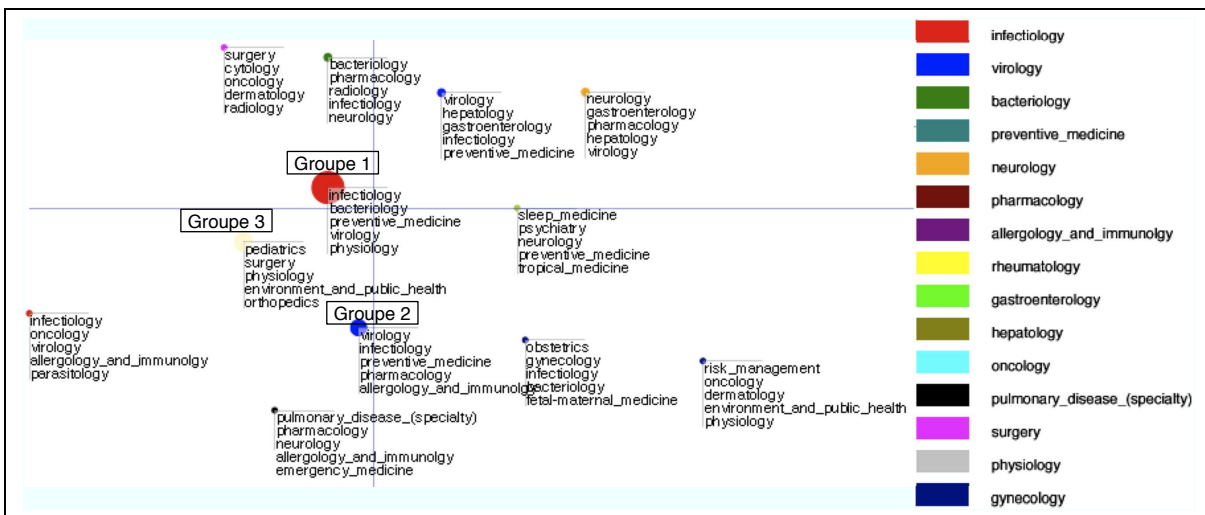 surgery
cytology
oncology
dermatology
radiology
bacteriology
pharmacology
radiology
infectiology
neurology
virology
hepatology
gastroenterology
infectiology
preventive_medicine
neurology
gastroenterology
pharmacology
hepatology
virology
Groupe 1
infectiology
bacteriology
preventive_medicine
virology
physiology
Groupe 3
pediatrics
surgery
physiology
environment_and_public_health
orthopedics
sleep_medicine
psychiatry
neurology
preventive_medicine
tropical_medicine
infectiology
oncology
virology
allergology_and_immunolgy
parasitology
Groupe 2
virology
infectiology
preventive_medicine
pharmacology
allergology_and_immunolgy
obstetrics
gynecology
infectiology
bacteriology
fetal-maternal_medicine
risk_management
oncology
dermatology
environment_and_public_health
physiology
pulmonary_disease_(specialty)
pharmacology
neurology
allergology_and_immunolgy
emergency_medicine
infectiology
virology
bacteriology
preventive_medicine
neurology
pharmacology
allergology_and_immunolgy
rheumatology
gastroenterology
hepatology
oncology
pulmonary_disease_(specialty)
surgery
physiology
gynecology